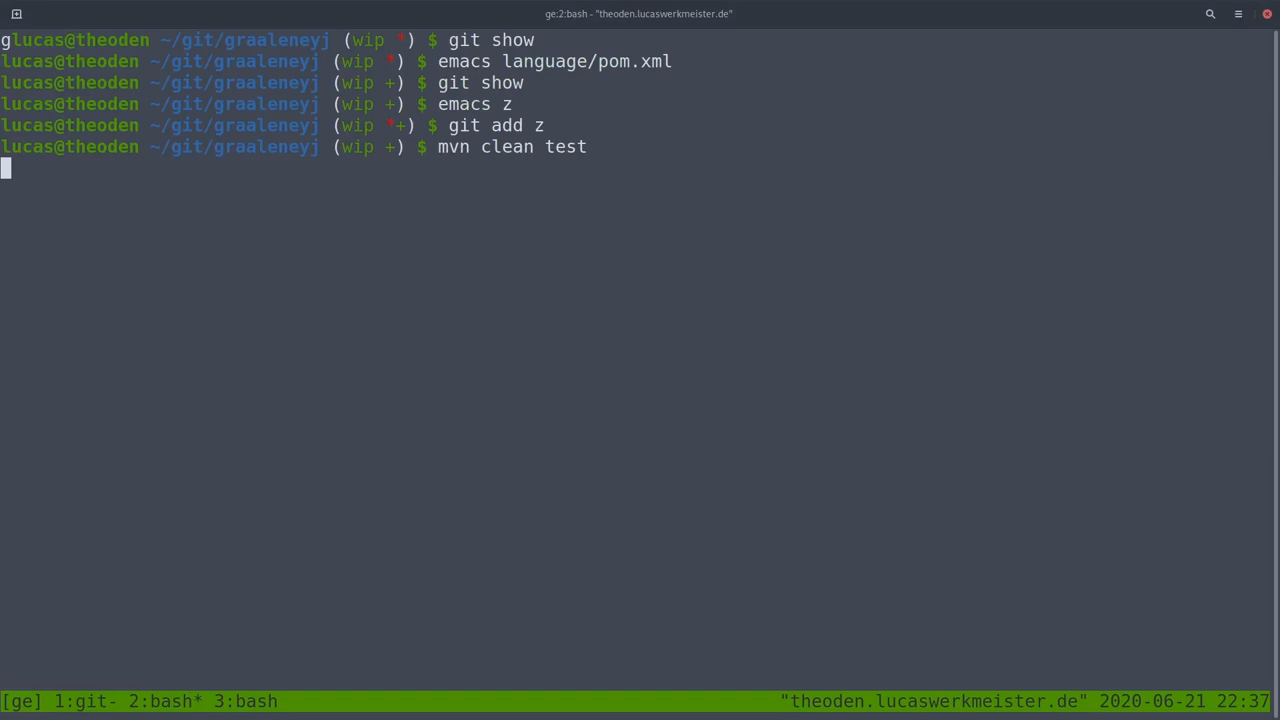 ge:2:bash - "theoden.lucaswerkmeister.de"
glucas@theoden ~/git/graaleneyj (wip *) $ git show
lucas@theoden ~/git/graaleneyj (wip *) $ emacs language/pom.xml
lucas@theoden ~/git/graaleneyj (wip +) $ git show
lucas@theoden ~/git/graaleneyj (wip +) $ emacs z
lucas@theoden ~/git/graaleneyj (wip *+) $ git add z
lucas@theoden ~/git/graaleneyj (wip +) $ mvn clean test
[ge] 1:git- 2:bash* 3:bash "theoden.lucaswerkmeister.de" 2020-06-21 22:37